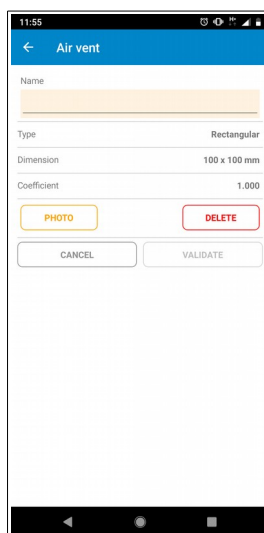 11:55
H+
Air vent
Name
Type Rectangular
Dimension 100 x 100 mm
Coefficient 1.000
PHOTO DELETE
CANCEL VALIDATE